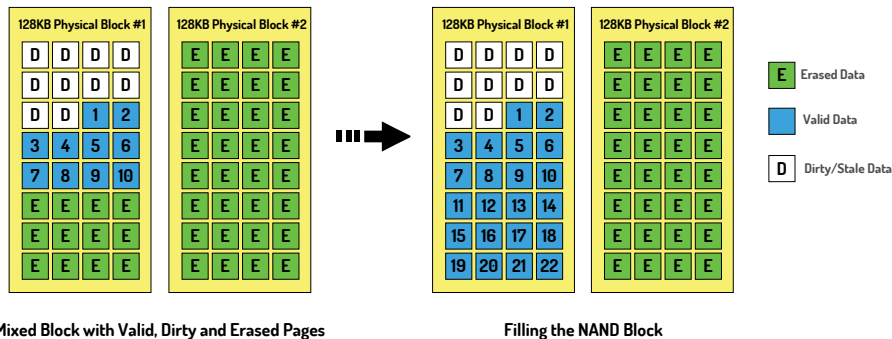 128KB Physical Block #1 128KB Physical Block #2 128KB Physical Block #1 128KB Physical Block #2
D D D D E E E E D D D D E E E E
D D D D E E E E D D D D E E E E
D D 1 2 E E E E D D 1 2 E E E E
3 4 5 6 E E E E 3 4 5 6 E E E E
7 8 9 10 E E E E 7 8 9 10 E E E E
E E E E E E E E 11 12 13 14 E E E E
E E E E E E E E 15 16 17 18 E E E E
E E E E E E E E 19 20 21 22 E E E E
E Erased Data
Valid Data
D Dirty/Stale Data
Mixed Block with Valid, Dirty and Erased Pages
Filling the NAND Block